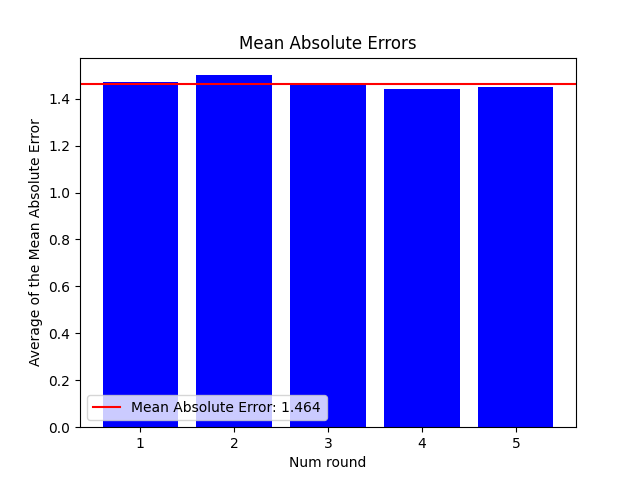 Mean Absolute Errors
Average of the Mean Absolute Error
1.4
1.2
1.0
0.8
0.6
0.4
0.2
0.0
Mean Absolute Error: 1.464
1 2 3 4 5
Num round